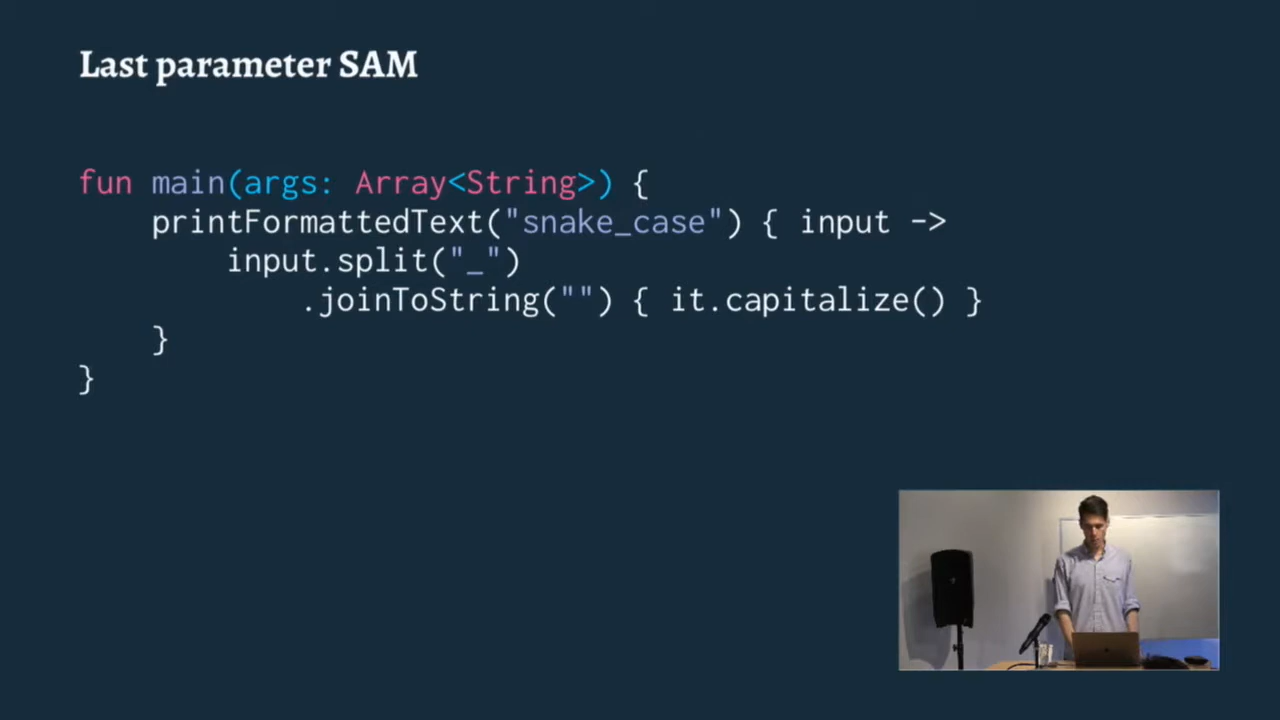 Last parameter SAM
fun main(args: Array<String>) {
    printFormattedText("snake_case") { input ->
        input.split("_")
            .joinToString("") { it.capitalize() }
    }
}